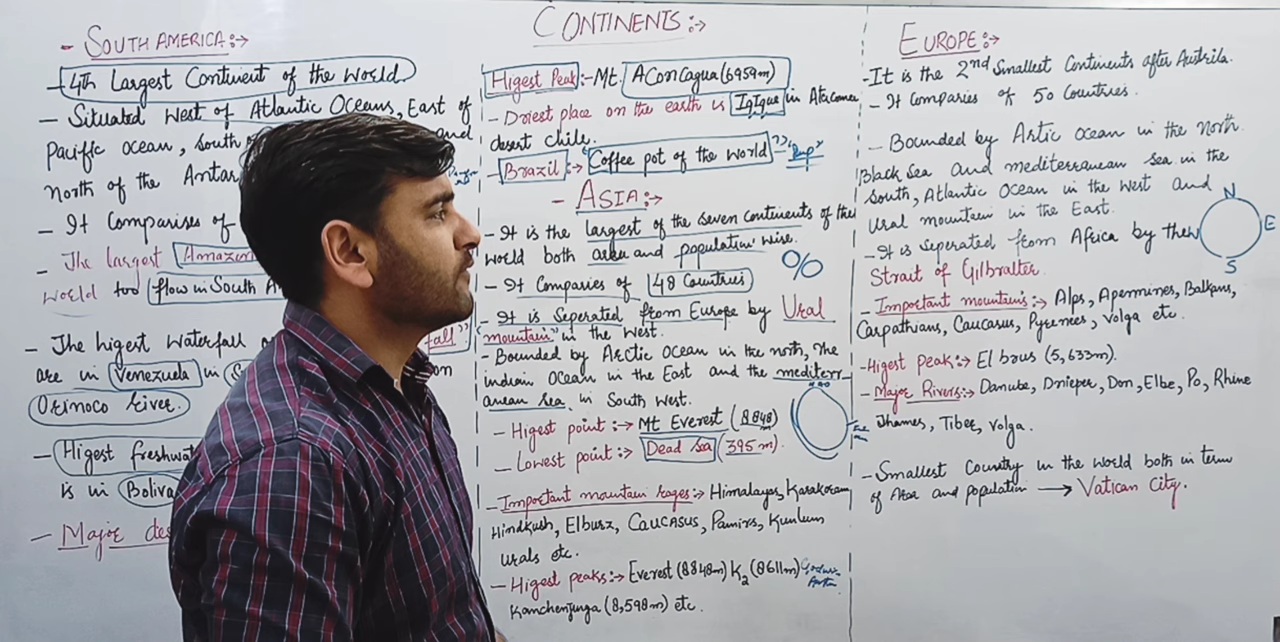 CONTINENTS:→
- SOUTH AMERICA:→
- 4th Largest Continent of the World
- Situated West of Atlantic Oceans, East of
Pacific ocean, south and
North of the Antar
- It Comparises of
- The largest Amazon
World too flow in South A
- The higest Waterfall fall"
are in Venezuela in on
Orinoco river.
- Higest freshwat
is in Boliva
- Major des
Higest Peak:- Mt. AConcagua (6959m)
- Driest place on the earth is Iqique in Atacama
desert chile.
- Brazil:→ Coffee pot of the World"
- ASIA:→
- It is the largest of the seven continents of the
world both area and population wise.
- It Comparies of 48 Countries
- It is Seperated from Europe by Ural
"mountain" in the West.
- Bounded by Arctic Ocean in the north, The
indian Ocean in the East and the mediterr-
anean sea in South West.
- Higest point:→ Mt Everest (8848)
- Lowest point:→ Dead sea (395m).
- Important mountain rages:→ Himalayas, Karakoram
Hindkush, Elburz, CAUCASUS, Pamirs, Kunlum
Urals etc.
- Higest peaks:→ Everest (8848m) K2 (8611m)
Kanchenjunga (8,598m) etc.
EUROPE:→
- It is the 2nd Smallest Continents after Austrila.
- It Comparies of 50 Countries.
- Bounded by Artic Ocean in the North
Black Sea and mediterranean sea in the
South, Atlantic Ocean in the West and
Ural mountain in the East.
- It is Seperated from Africa by then
Strait of Gilbralter.
- Important mountains:→ Alps, Apermines, Balkans,
Carpathians, Caucasus, Pyrenees, Volga etc.
- Higest Peak:→ Elbrus (5,633m).
- Major Rivers:→ Danube, Dnieper, Don, Elbe, Po, Rhine
Thames, Tiber, Volga.
- Smallest Country in the World both in term
of Area and population → Vatican City.
N
E
S